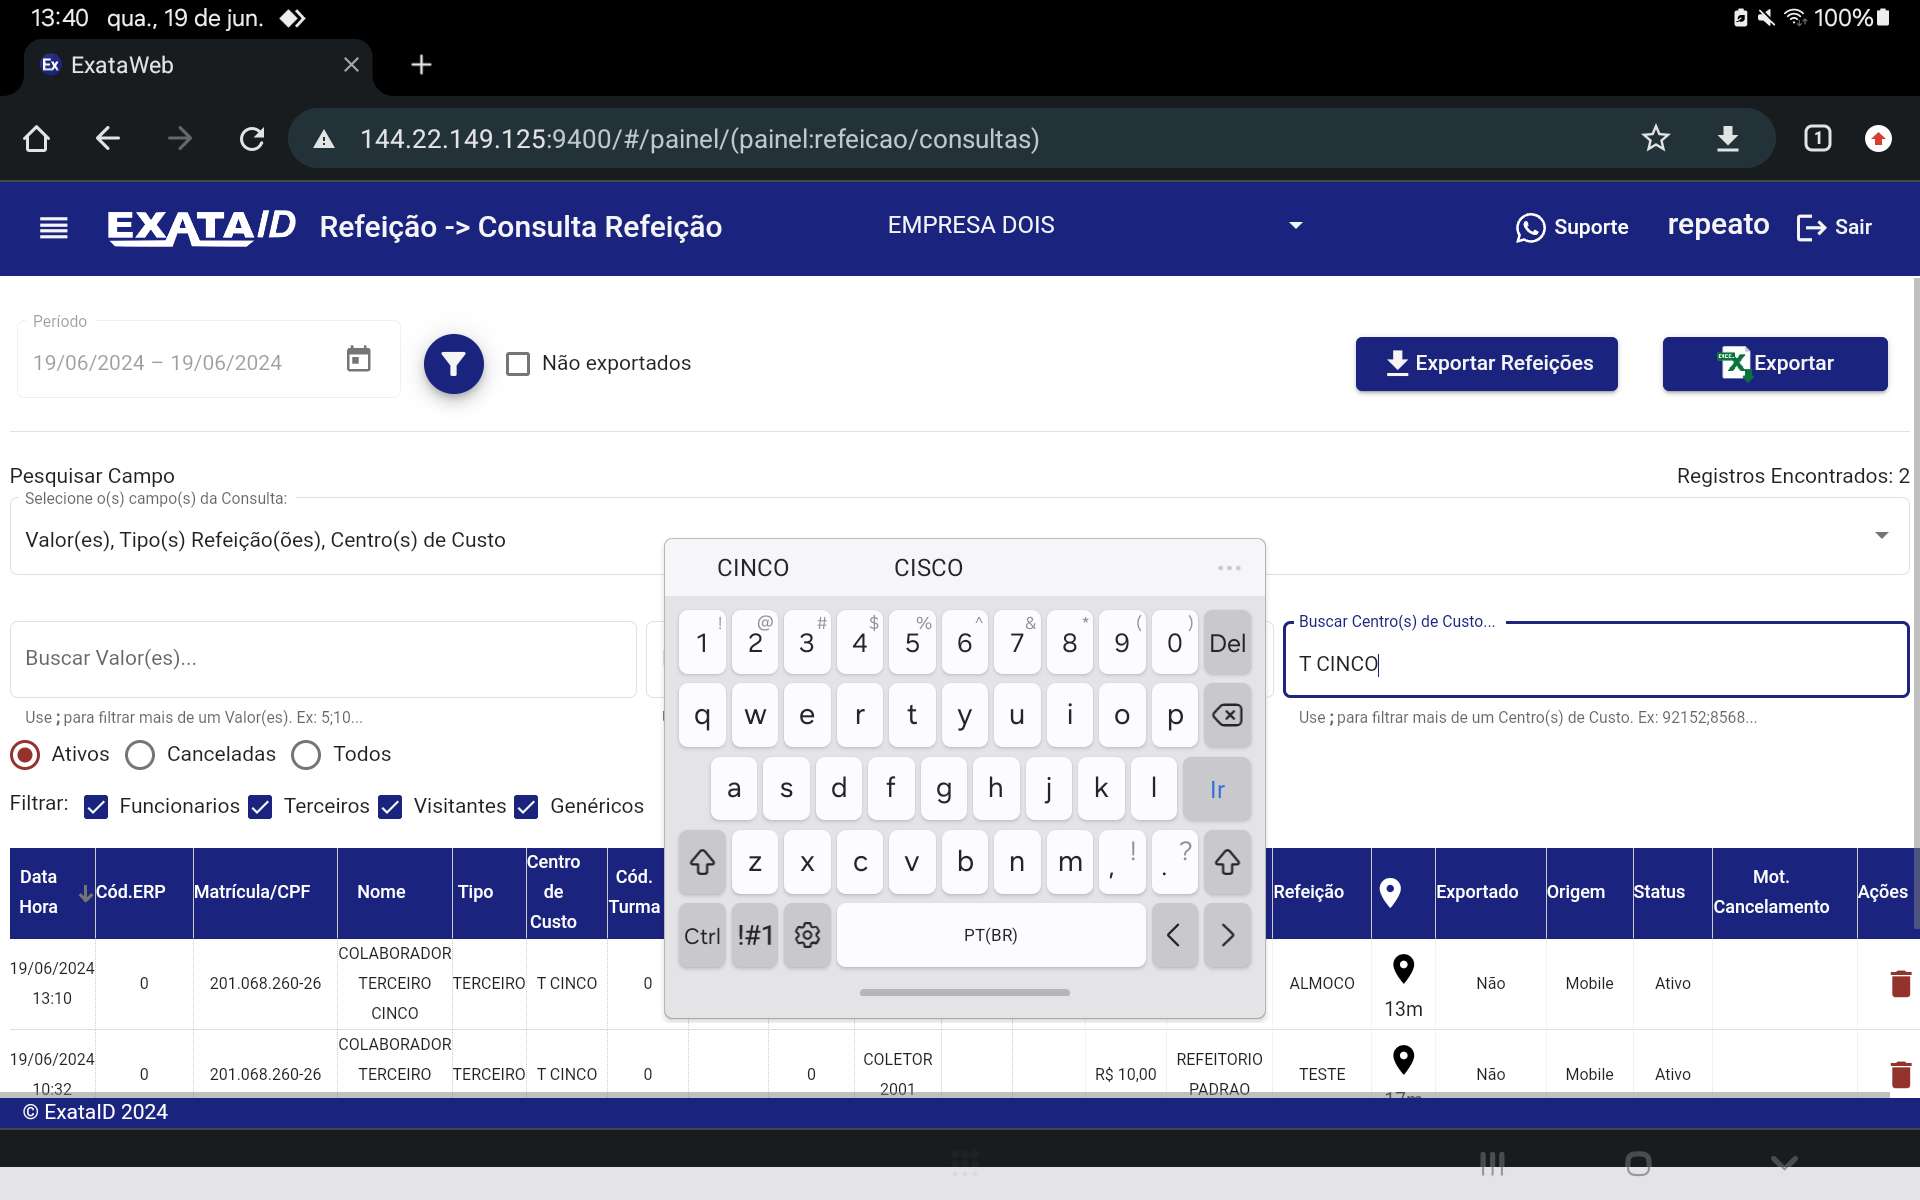 13:40 qua., 19 de jun. 100%
Ex ExataWeb
144.22.149.125:9400/#/painel/(painel:refeicao/consultas) 1
EXATA/ID Refeição -> Consulta Refeição EMPRESA DOIS Suporte repeato Sair
Período
19/06/2024 – 19/06/2024
Não exportados
Exportar Refeições
Exportar
Pesquisar Campo
Registros Encontrados: 2
Selecione o(s) campo(s) da Consulta:
Valor(es), Tipo(s) Refeição(ões), Centro(s) de Custo
Buscar Valor(es)...
Use ; para filtrar mais de um Valor(es). Ex: 5;10...
Buscar Centro(s) de Custo...
T CINCO
Use ; para filtrar mais de um Centro(s) de Custo. Ex: 92152;8568...
Ativos Canceladas Todos
Filtrar: Funcionarios Terceiros Visitantes Genéricos
CINCO CISCO ...
! @ # $ % ^ & * ( )
1 2 3 4 5 6 7 8 9 0 Del
q w e r t y u i o p
a s d f g h j k l Ir
z x c v b n m , ! . ?
Ctrl !#1 PT(BR) < >
Data Hora Cód.ERP Matrícula/CPF Nome Tipo Centro de Custo Cód. Turma Refeição Exportado Origem Status Mot. Cancelamento Ações
19/06/2024 13:10 0 201.068.260-26 COLABORADOR TERCEIRO CINCO TERCEIRO T CINCO 0 ALMOCO 13m Não Mobile Ativo
19/06/2024 10:32 0 201.068.260-26 COLABORADOR TERCEIRO TERCEIRO T CINCO 0 0 COLETOR 2001 R$ 10,00 REFEITORIO PADRAO TESTE 17m Não Mobile Ativo
© ExataID 2024